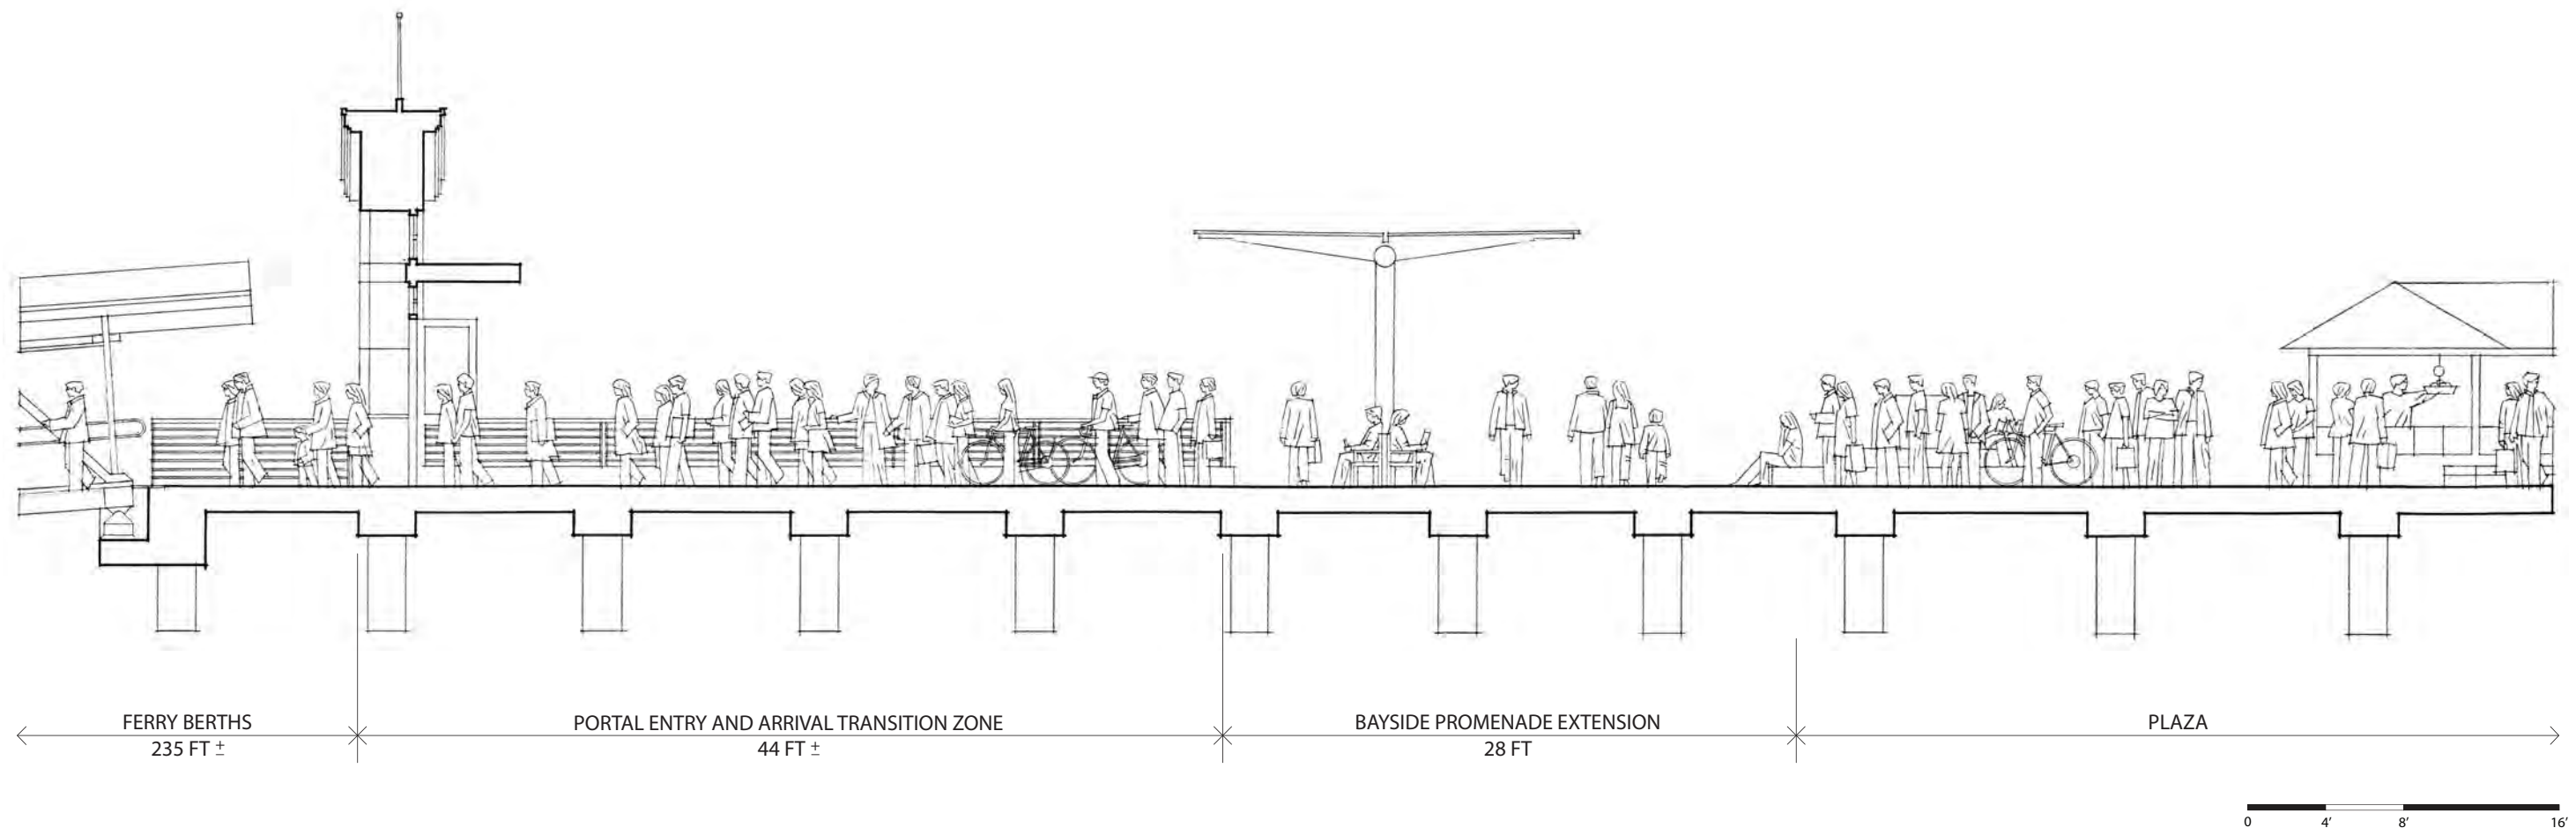 FERRY BERTHS
235 FT ±
PORTAL ENTRY AND ARRIVAL TRANSITION ZONE
44 FT ±
BAYSIDE PROMENADE EXTENSION
28 FT
PLAZA
0 4' 8' 16'